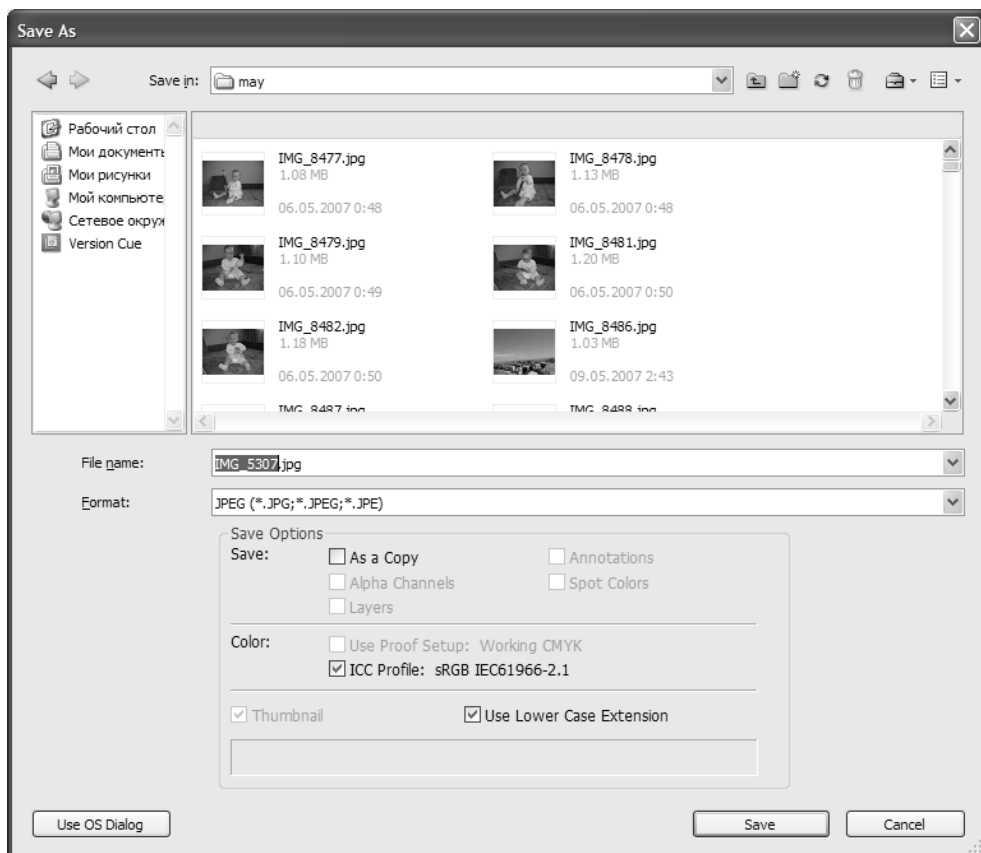 Save As
Save in: may
Рабочий стол
Мои документь
Мои рисунки
Мой компьюте
Сетевое окруж
Version Cue
IMG_8477.jpg
1.08 MB
06.05.2007 0:48
IMG_8478.jpg
1.13 MB
06.05.2007 0:48
IMG_8479.jpg
1.10 MB
06.05.2007 0:49
IMG_8481.jpg
1.20 MB
06.05.2007 0:50
IMG_8482.jpg
1.18 MB
06.05.2007 0:50
IMG_8486.jpg
1.03 MB
09.05.2007 2:43
IMG_8487.jpg
IMG_8488.jpg
File name: IMG_5307.jpg
Format: JPEG (*.JPG;*.JPEG;*.JPE)
Save Options
Save: As a Copy Annotations
Alpha Channels Spot Colors
Layers
Color: Use Proof Setup: Working CMYK
ICC Profile: sRGB IEC61966-2.1
Thumbnail Use Lower Case Extension
Use OS Dialog Save Cancel